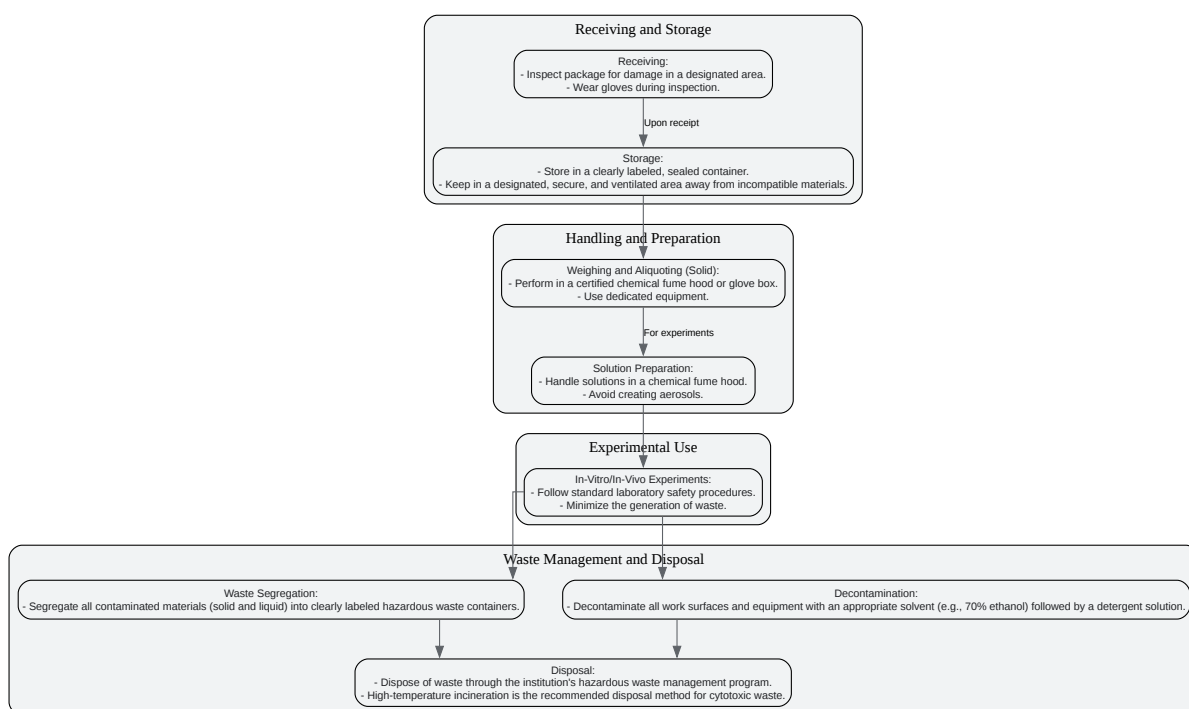 Receiving and Storage
Receiving:
- Inspect package for damage in a designated area.
- Wear gloves during inspection.
Upon receipt
Storage:
- Store in a clearly labeled, sealed container.
- Keep in a designated, secure, and ventilated area away from incompatible materials.
Handling and Preparation
Weighing and Aliquoting (Solid):
- Perform in a certified chemical fume hood or glove box.
- Use dedicated equipment.
For experiments
Solution Preparation:
- Handle solutions in a chemical fume hood.
- Avoid creating aerosols.
Experimental Use
In-Vitro/In-Vivo Experiments:
- Follow standard laboratory safety procedures.
- Minimize the generation of waste.
Waste Management and Disposal
Waste Segregation:
- Segregate all contaminated materials (solid and liquid) into clearly labeled hazardous waste containers.
Decontamination:
- Decontaminate all work surfaces and equipment with an appropriate solvent (e.g., 70% ethanol) followed by a detergent solution.
Disposal:
- Dispose of waste through the institution's hazardous waste management program.
- High-temperature incineration is the recommended disposal method for cytotoxic waste.